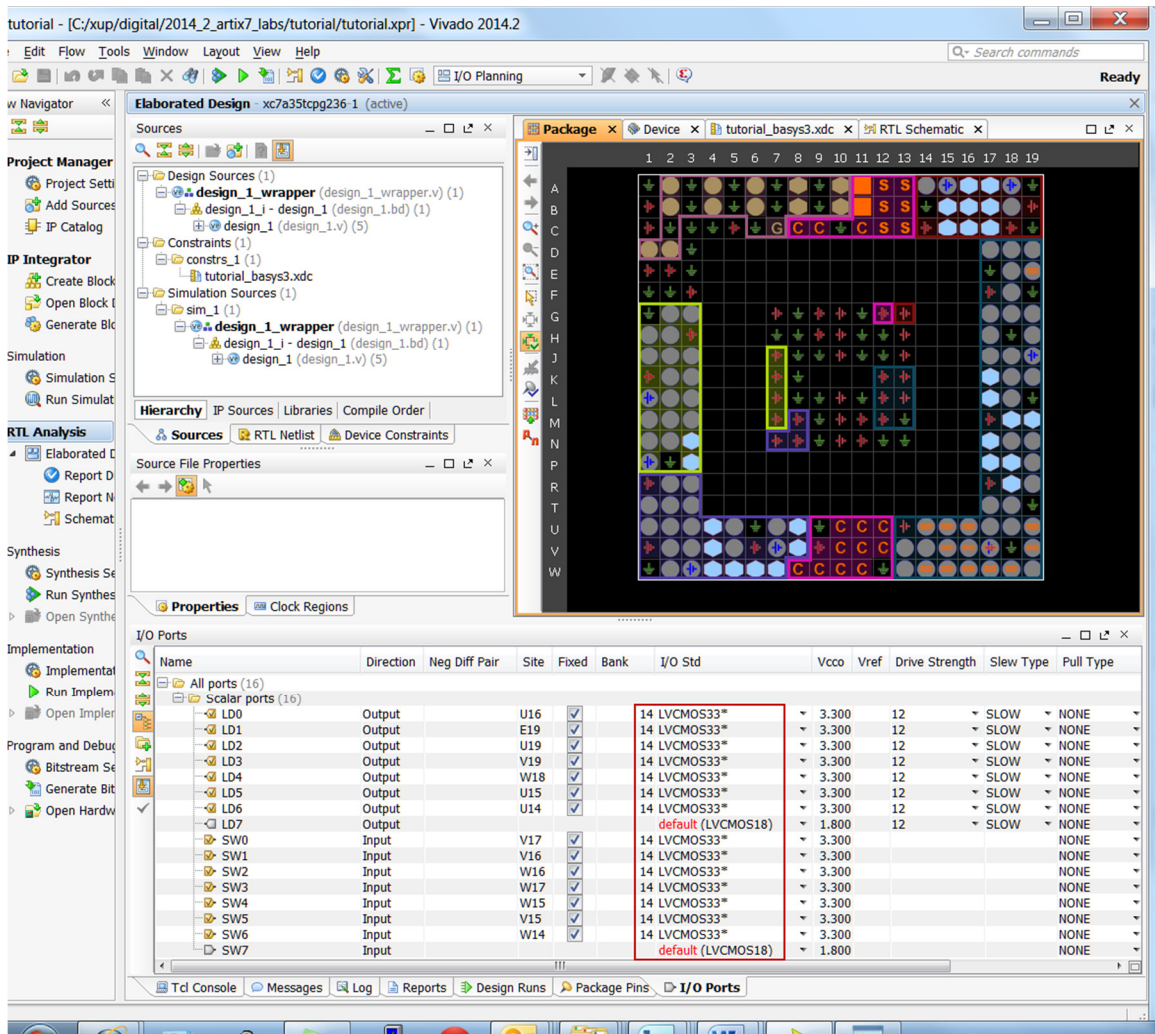 tutorial - [C:/xup/digital/2014_2_artix7_labs/tutorial/tutorial.xpr] - Vivado 2014.2
Edit Flow Tools Window Layout View Help
Search commands
I/O Planning
Ready
w Navigator
Elaborated Design - xc7a35tcpg236-1 (active)
Project Manager
Project Setti
Add Sources
IP Catalog
IP Integrator
Create Block
Open Block D
Generate Blo
Simulation
Simulation S
Run Simulat
RTL Analysis
Elaborated D
Report D
Report N
Schemat
Synthesis
Synthesis Se
Run Synthes
Open Synthe
Implementation
Implementat
Run Implem
Open Impler
Program and Debug
Bitstream Se
Generate Bit
Open Hardw
Sources
Design Sources (1)
design_1_wrapper (design_1_wrapper.v) (1)
design_1_i - design_1 (design_1.bd) (1)
design_1 (design_1.v) (5)
Constraints (1)
constrs_1 (1)
tutorial_basys3.xdc
Simulation Sources (1)
sim_1 (1)
design_1_wrapper (design_1_wrapper.v) (1)
design_1_i - design_1 (design_1.bd) (1)
design_1 (design_1.v) (5)
Hierarchy IP Sources Libraries Compile Order
Sources RTL Netlist Device Constraints
Source File Properties
Properties Clock Regions
Package Device tutorial_basys3.xdc RTL Schematic
1 2 3 4 5 6 7 8 9 10 11 12 13 14 15 16 17 18 19
A S S
B S S
C G C C C S S
D
E
F
G
H
J
K
L
M
N
P
R
T
U C C C
V C C C
W C C C C
I/O Ports
Name Direction Neg Diff Pair Site Fixed Bank I/O Std Vcco Vref Drive Strength Slew Type Pull Type
All ports (16)
Scalar ports (16)
LD0 Output U16 14 LVCMOS33* 3.300 12 SLOW NONE
LD1 Output E19 14 LVCMOS33* 3.300 12 SLOW NONE
LD2 Output U19 14 LVCMOS33* 3.300 12 SLOW NONE
LD3 Output V19 14 LVCMOS33* 3.300 12 SLOW NONE
LD4 Output W18 14 LVCMOS33* 3.300 12 SLOW NONE
LD5 Output U15 14 LVCMOS33* 3.300 12 SLOW NONE
LD6 Output U14 14 LVCMOS33* 3.300 12 SLOW NONE
LD7 Output default (LVCMOS18) 1.800 12 SLOW NONE
SW0 Input V17 14 LVCMOS33* 3.300 NONE
SW1 Input V16 14 LVCMOS33* 3.300 NONE
SW2 Input W16 14 LVCMOS33* 3.300 NONE
SW3 Input W17 14 LVCMOS33* 3.300 NONE
SW4 Input W15 14 LVCMOS33* 3.300 NONE
SW5 Input V15 14 LVCMOS33* 3.300 NONE
SW6 Input W14 14 LVCMOS33* 3.300 NONE
SW7 Input default (LVCMOS18) 1.800 NONE
Tcl Console Messages Log Reports Design Runs Package Pins I/O Ports